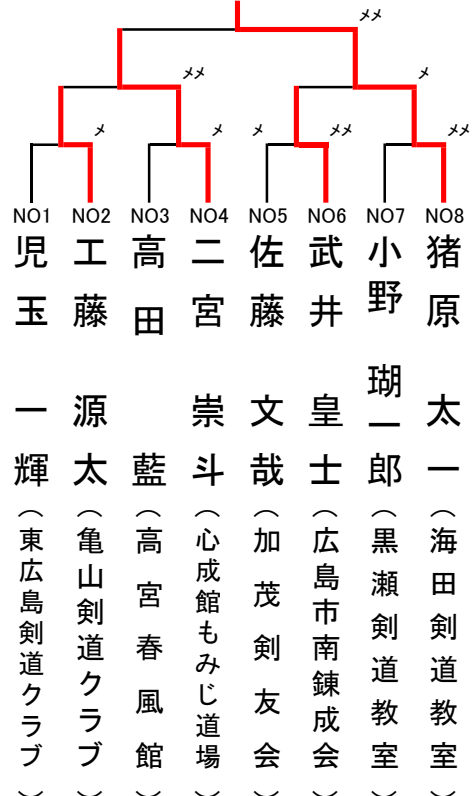 メメ
メメ
メ
メ
メ
メ
メメ
メメ
NO1 NO2 NO3 NO4 NO5 NO6 NO7 NO8
児玉 一輝（東広島剣道クラブ）
工藤 源太（亀山剣道クラブ）
高田 藍（高宮春風館）
二宮 崇斗（心成館もみじ道場）
佐藤 文哉（加茂剣友会）
武井 皇士（広島市南錬成会）
小野 瑚一郎（黒瀬剣道教室）
猪原 太一（海田剣道教室）